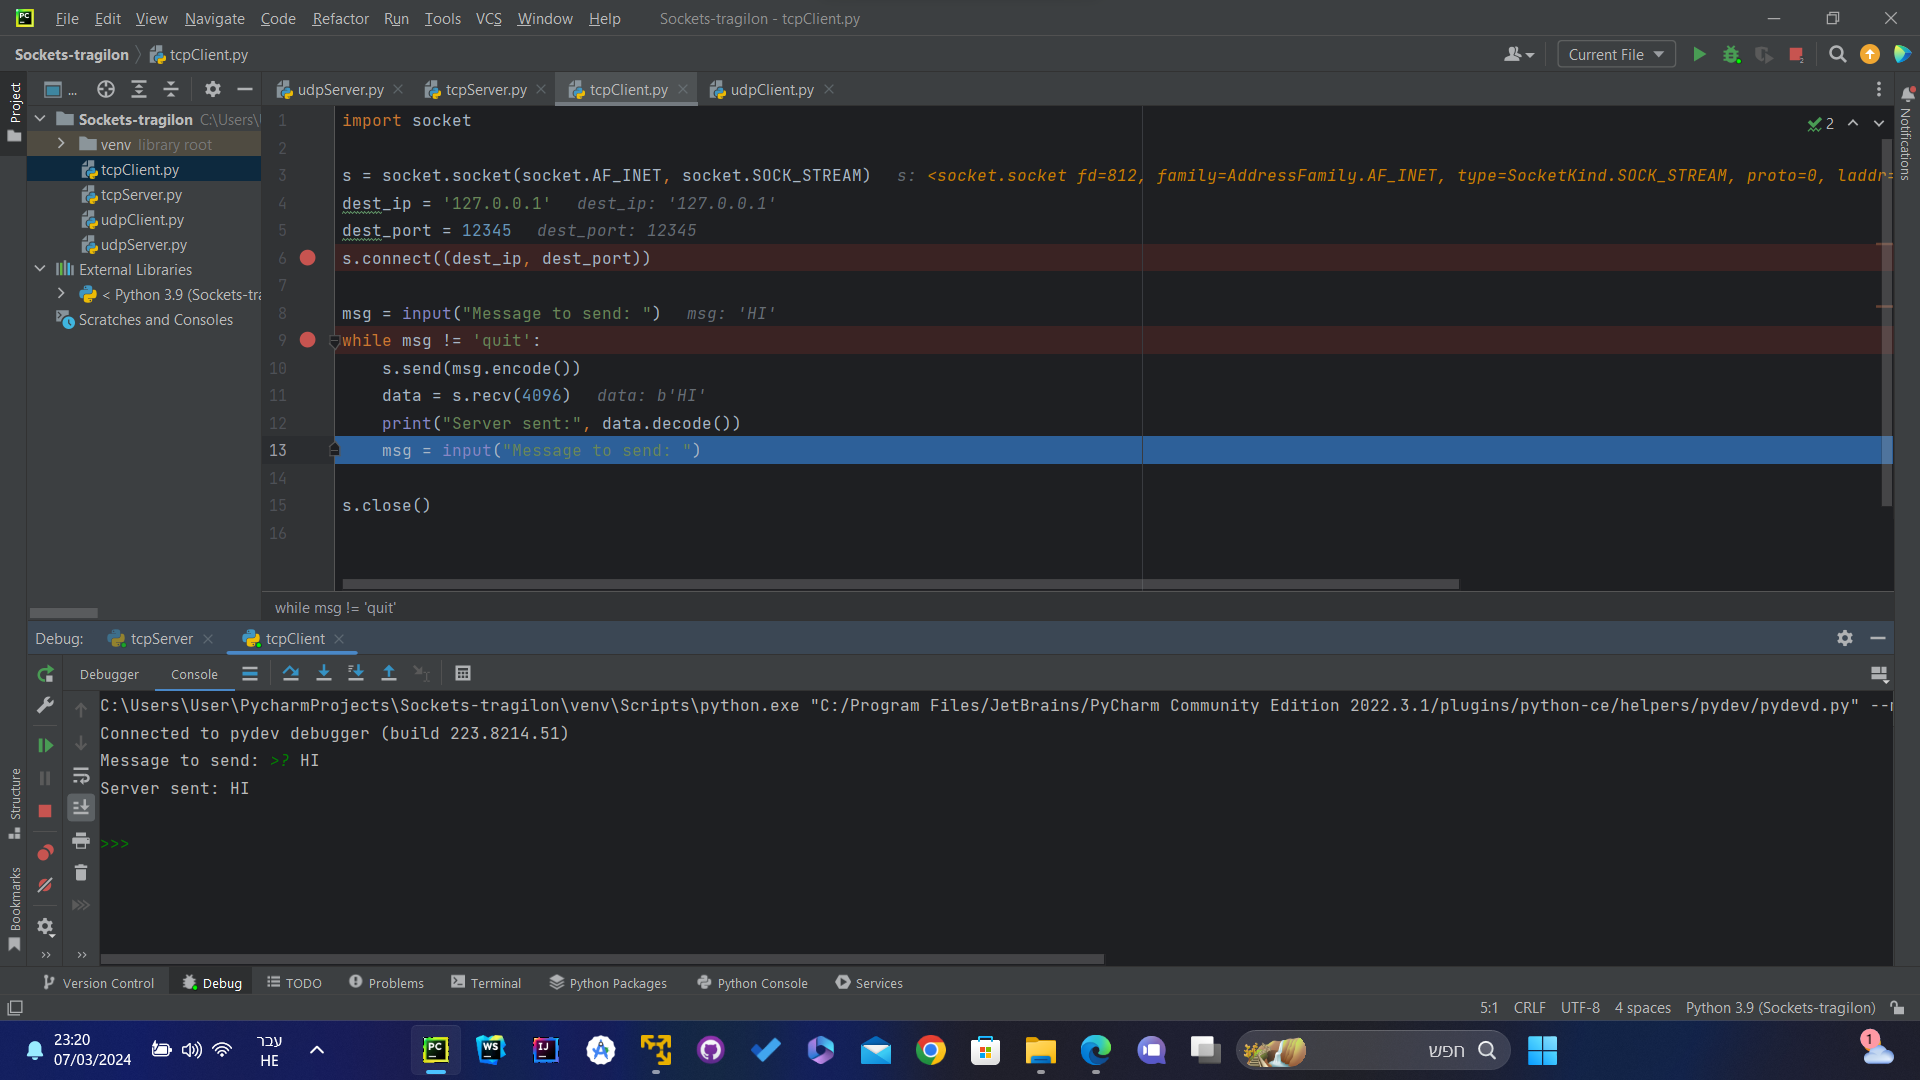 File Edit View Navigate Code Refactor Run Tools VCS Window Help Sockets-tragilon - tcpClient.py
Sockets-tragilon tcpClient.py Current File
Project
...
udpServer.py tcpServer.py tcpClient.py udpClient.py
Sockets-tragilon C:\Users\
venv library root
tcpClient.py
tcpServer.py
udpClient.py
udpServer.py
External Libraries
< Python 3.9 (Sockets-tra
Scratches and Consoles
2
Notifications
1 import socket
2
3 s = socket.socket(socket.AF_INET, socket.SOCK_STREAM) s: <socket.socket fd=812, family=AddressFamily.AF_INET, type=SocketKind.SOCK_STREAM, proto=0, laddr=
4 dest_ip = '127.0.0.1' dest_ip: '127.0.0.1'
5 dest_port = 12345 dest_port: 12345
6 s.connect((dest_ip, dest_port))
7
8 msg = input("Message to send: ") msg: 'HI'
9 while msg != 'quit':
10 s.send(msg.encode())
11 data = s.recv(4096) data: b'HI'
12 print("Server sent:", data.decode())
13 msg = input("Message to send: ")
14
15 s.close()
16
while msg != 'quit'
Debug: tcpServer tcpClient
Debugger Console
C:\Users\User\PycharmProjects\Sockets-tragilon\venv\Scripts\python.exe "C:/Program Files/JetBrains/PyCharm Community Edition 2022.3.1/plugins/python-ce/helpers/pydev/pydevd.py" --m
Connected to pydev debugger (build 223.8214.51)
Message to send: >? HI
Server sent: HI
>>>
Structure
Bookmarks
Version Control Debug TODO Problems Terminal Python Packages Python Console Services
5:1 CRLF UTF-8 4 spaces Python 3.9 (Sockets-tragilon)
23:20
07/03/2024
עבר
HE
PC
WS
IJ
חפש
1